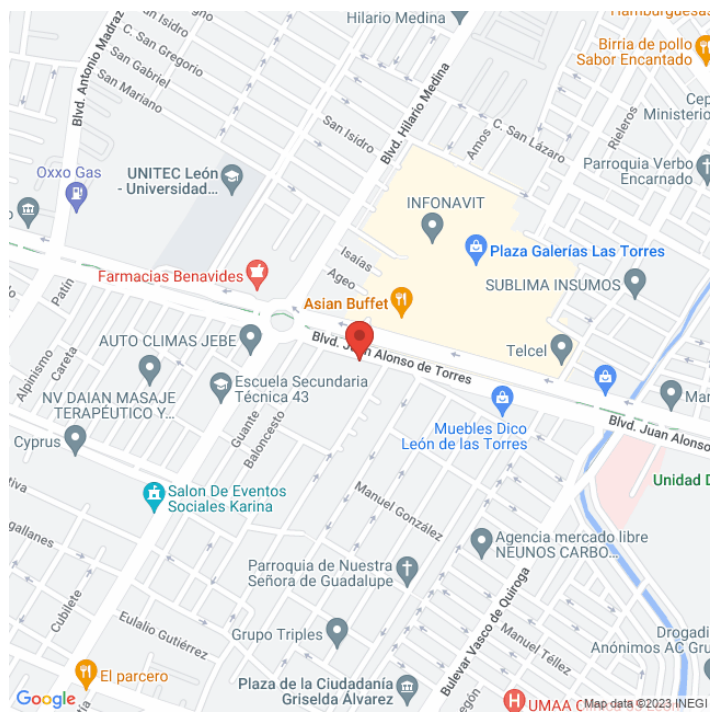 Hilario Medina
Hamburguesas
Birria de pollo
Sabor Encantado
Blvd. Antonio Madraz
C. San Gregorio
San Gabriel
San Mariano
San Isidro
Blvd. Hilario Medina
C. San Lázaro
Amos
Rieleros
Cep
Ministerio
Parroquia Verbo
Encarnado
Oxxo Gas
UNITEC León
- Universidad...
INFONAVIT
Plaza Galerías Las Torres
SUBLIMA INSUMOS
Isaías
Ageo
Farmacias Benavides
Asian Buffet
Patín
Careta
Alpinismo
AUTO CLIMAS JEBE
Blvd. Juan Alonso de Torres
Telcel
Mar
NV DAIAN MASAJE
TERAPÉUTICO Y...
Escuela Secundaria
Técnica 43
Guante
Baloncesto
Muebles Dico
León de las Torres
Blvd. Juan Alonso
Cyprus
Unidad D
Salon De Eventos
Sociales Karina
Manuel González
Agencia mercado libre
NEUNOS CARBO...
tiva
agallanes
Parroquia de Nuestra
Señora de Guadalupe
Bulevar Vasco de Quiroga
Cubilete
Eulalio Gutiérrez
Grupo Triples
Manuel Téllez
Drogadi
Anónimos AC Gru
El parcero
Plaza de la Ciudadanía
Griselda Álvarez
egón
UMAA C
Google
Map data ©2023 INEGI